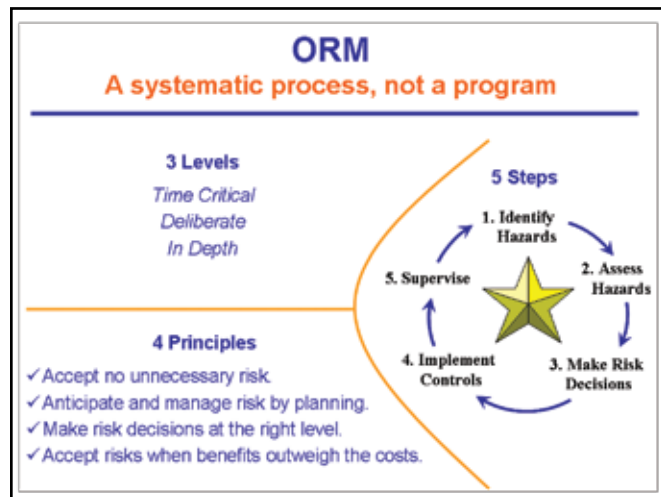 ORM
A systematic process, not a program
3 Levels
Time Critical
Deliberate
In Depth
4 Principles
✓Accept no unnecessary risk.
✓Anticipate and manage risk by planning.
✓Make risk decisions at the right level.
✓Accept risks when benefits outweigh the costs.
5 Steps
1. Identify
Hazards
2. Assess
Hazards
3. Make Risk
Decisions
4. Implement
Controls
5. Supervise